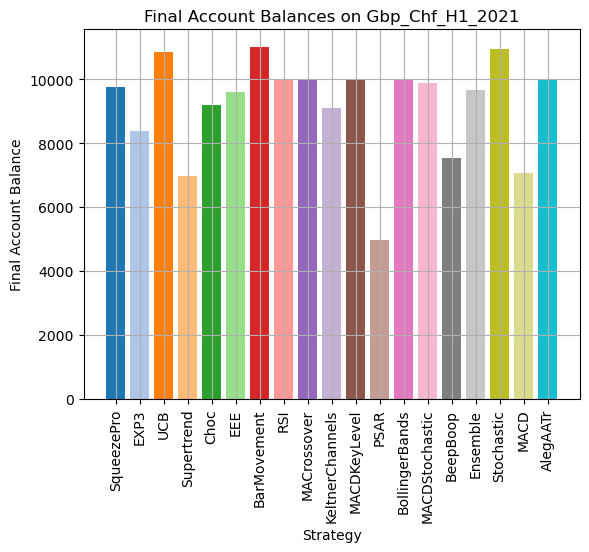 Final Account Balances on Gbp_Chf_H1_2021
Final Account Balance
10000
8000
6000
4000
2000
0
SqueezePro
EXP3
UCB
Supertrend
Choc
EEE
BarMovement
RSI
MACrossover
KeltnerChannels
MACDKeyLevel
PSAR
BollingerBands
MACDStochastic
BeepBoop
Ensemble
Stochastic
MACD
AlegAATr
Strategy